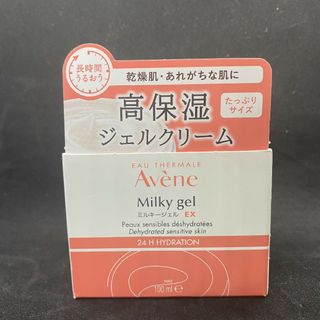 長時間
うるおう
乾燥肌・あれがちな肌に
高保湿
ジェルクリーム
たっぷり
サイズ
EAU THERMALE
Avène
Milky gel
ミルキージェル EX
Peaux sensibles déshydratées
Dehydrated sensitive skin
24 H HYDRATION
100 ml e